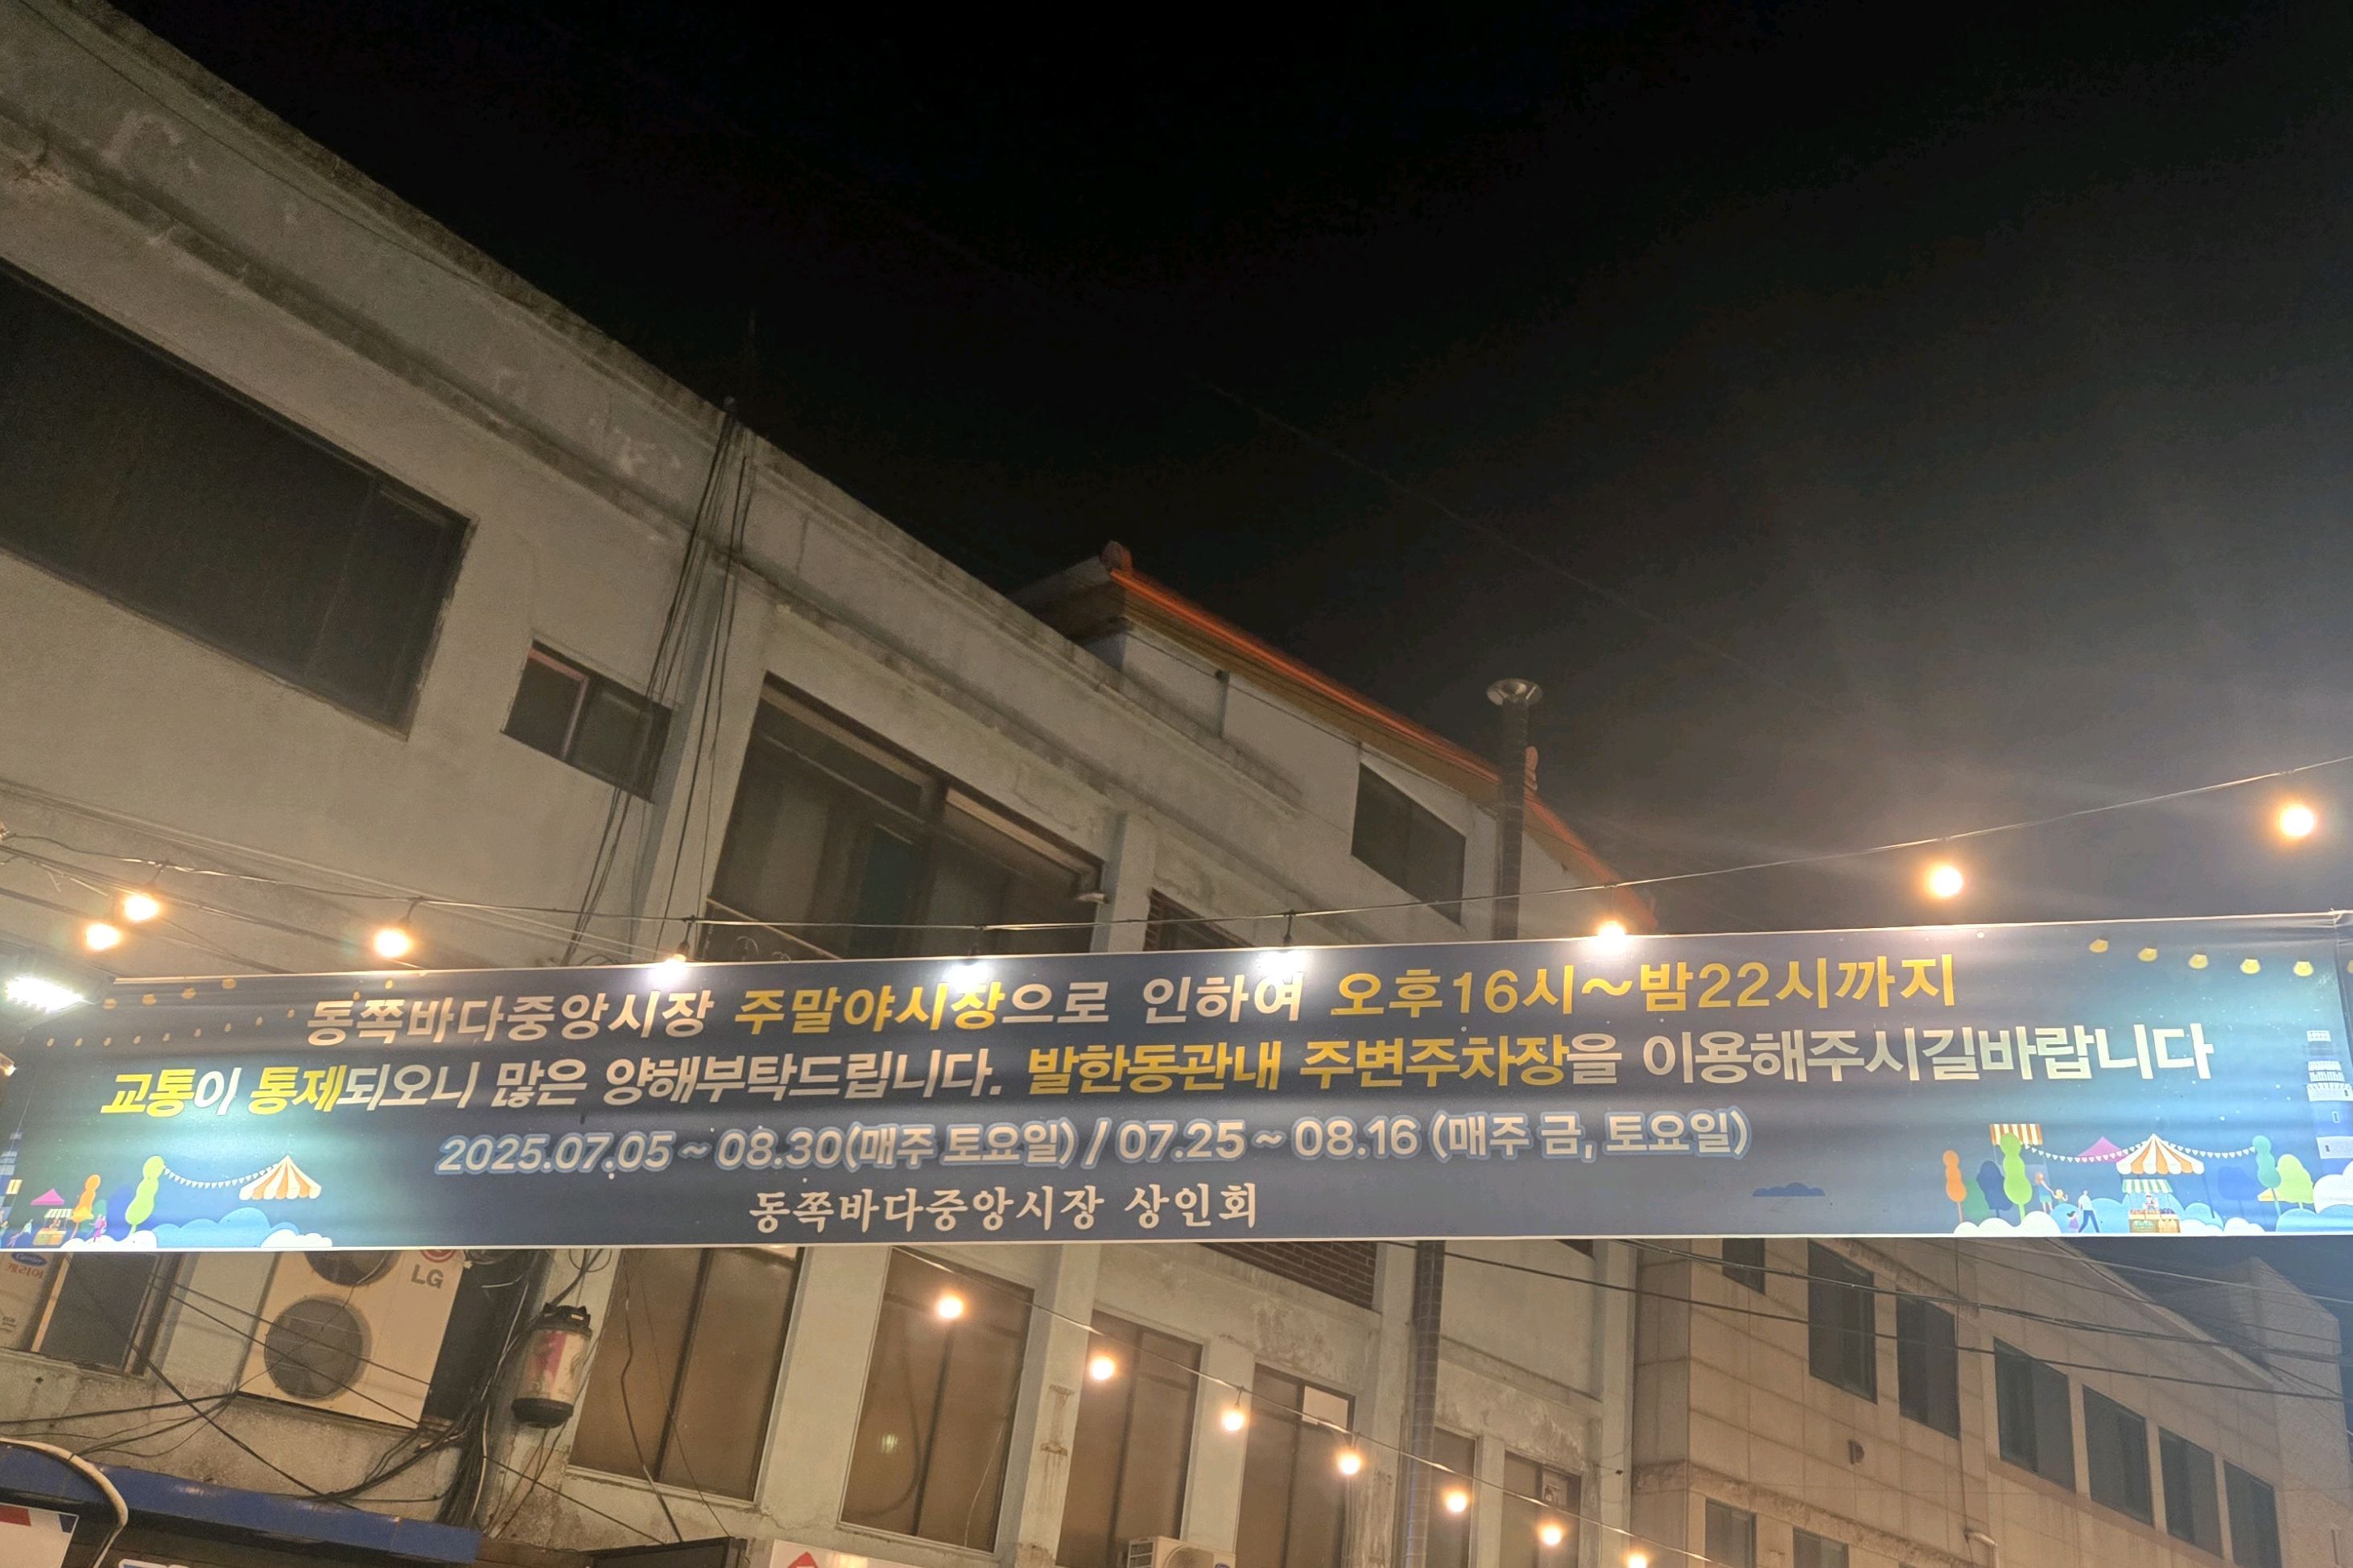 동쪽바다중앙시장 주말야시장으로 인하여 오후16시~밤22시까지
교통이 통제되오니 많은 양해부탁드립니다. 발한동관내 주변주차장을 이용해주시길바랍니다
2025.07.05 ~ 08.30(매주 토요일) / 07.25 ~ 08.16 (매주 금, 토요일)
동쪽바다중앙시장 상인회
캐리어
LG